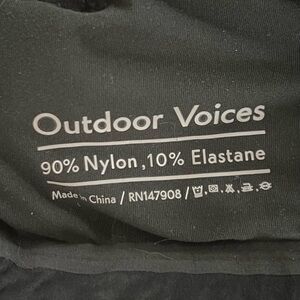 Outdoor Voices
90% Nylon, 10% Elastane
Made in China / RN147908 /